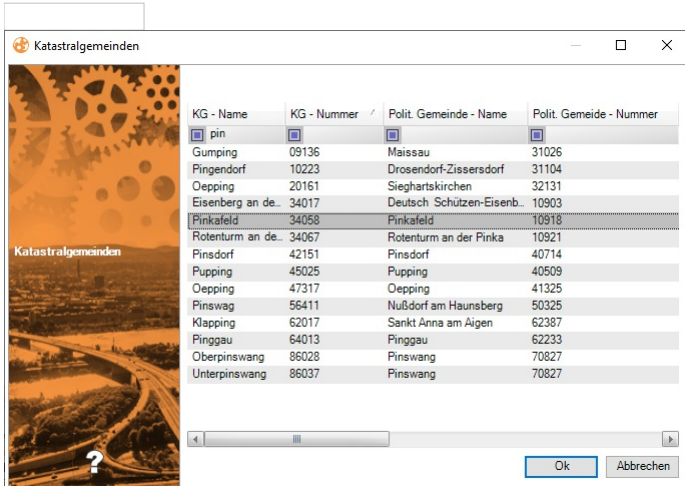 Katastralgemeinden
KG - Name KG - Nummer Polit. Gemeinde - Name Polit. Gemeide - Nummer
pin
Gumping 09136 Maissau 31026
Pingendorf 10223 Drosendorf-Zissersdorf 31104
Oepping 20161 Sieghartskirchen 32131
Eisenberg an de... 34017 Deutsch Schützen-Eisenb... 10903
Pinkafeld 34058 Pinkafeld 10918
Rotenturm an de... 34067 Rotenturm an der Pinka 10921
Katastralgemeinden
Pinsdorf 42151 Pinsdorf 40714
Pupping 45025 Pupping 40509
Oepping 47317 Oepping 41325
Pinswag 56411 Nußdorf am Haunsberg 50325
Klapping 62017 Sankt Anna am Aigen 62387
Pinggau 64013 Pinggau 62233
Oberpinswang 86028 Pinswang 70827
Unterpinswang 86037 Pinswang 70827
?
Ok Abbrechen